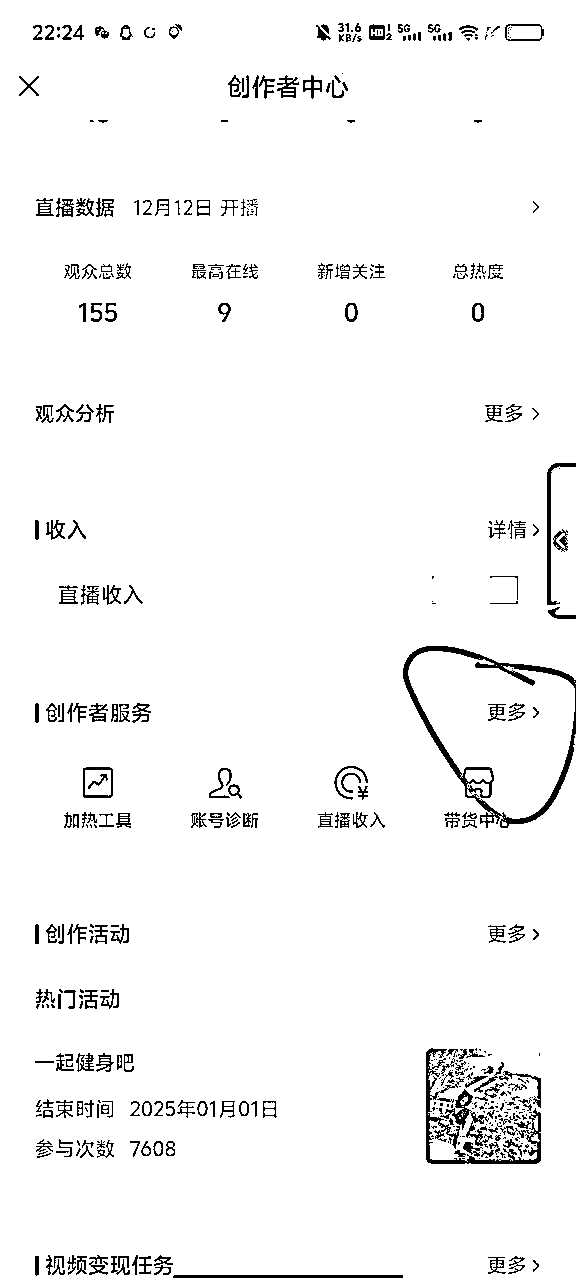 22:24 31.6 KB/s HD 1 2 5G 5G
创作者中心
直播数据 12月12日 开播
观众总数 最高在线 新增关注 总热度
155 9 0 0
观众分析 更多
收入 详情
直播收入
创作者服务 更多
加热工具 账号诊断 直播收入 带货中心
创作活动 更多
热门活动
一起健身吧
结束时间 2025年01月01日
参与次数 7608
视频变现任务 更多